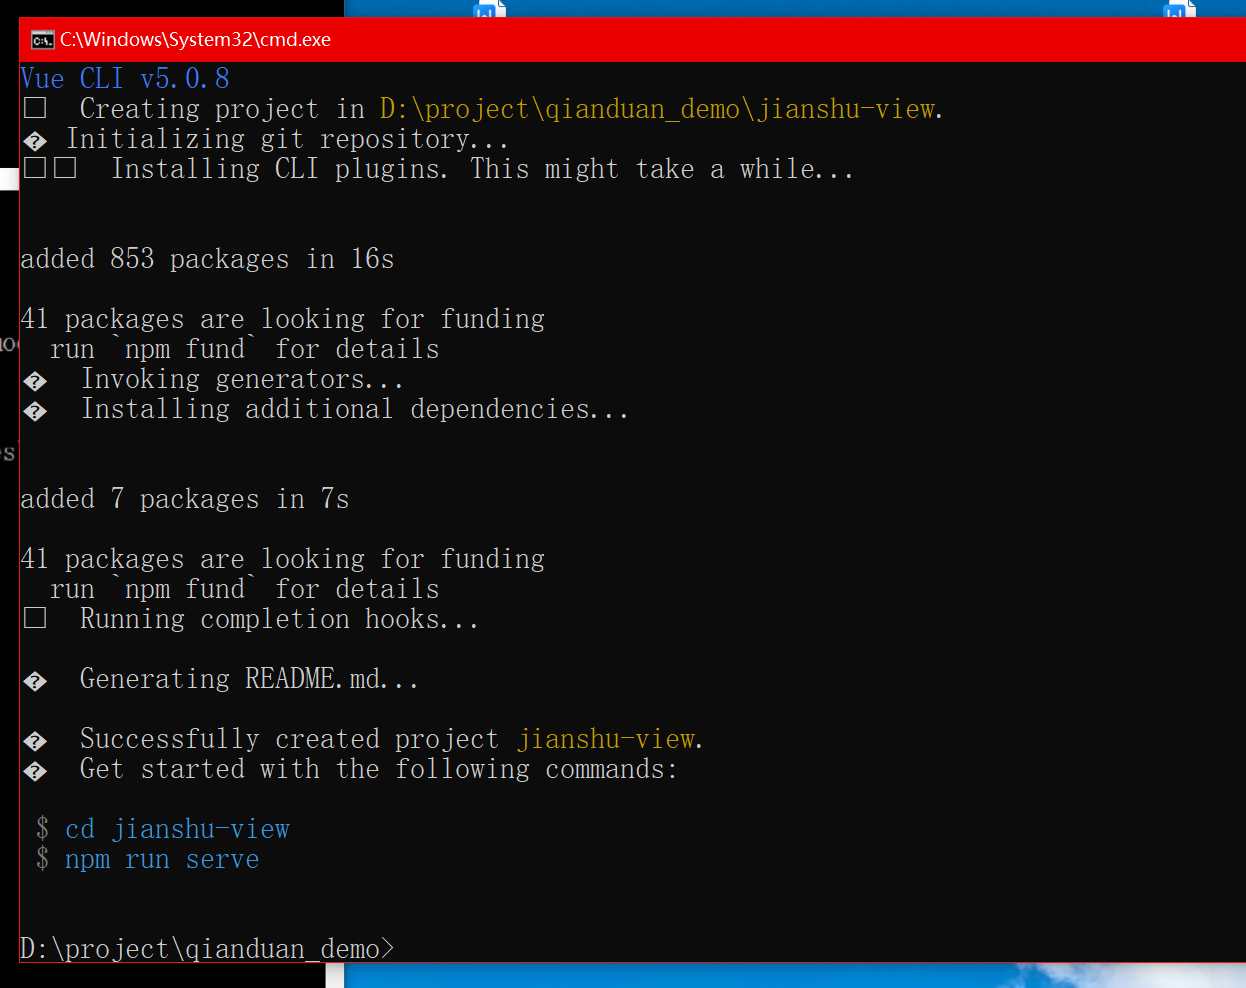 C:\Windows\System32\cmd.exe
Vue CLI v5.0.8
Creating project in D:\project\qianduan_demo\jianshu-view.
� Initializing git repository...
Installing CLI plugins. This might take a while...
added 853 packages in 16s
41 packages are looking for funding
run `npm fund` for details
� Invoking generators...
� Installing additional dependencies...
added 7 packages in 7s
41 packages are looking for funding
run `npm fund` for details
Running completion hooks...
� Generating README.md...
� Successfully created project jianshu-view.
� Get started with the following commands:
$ cd jianshu-view
$ npm run serve
D:\project\qianduan_demo>